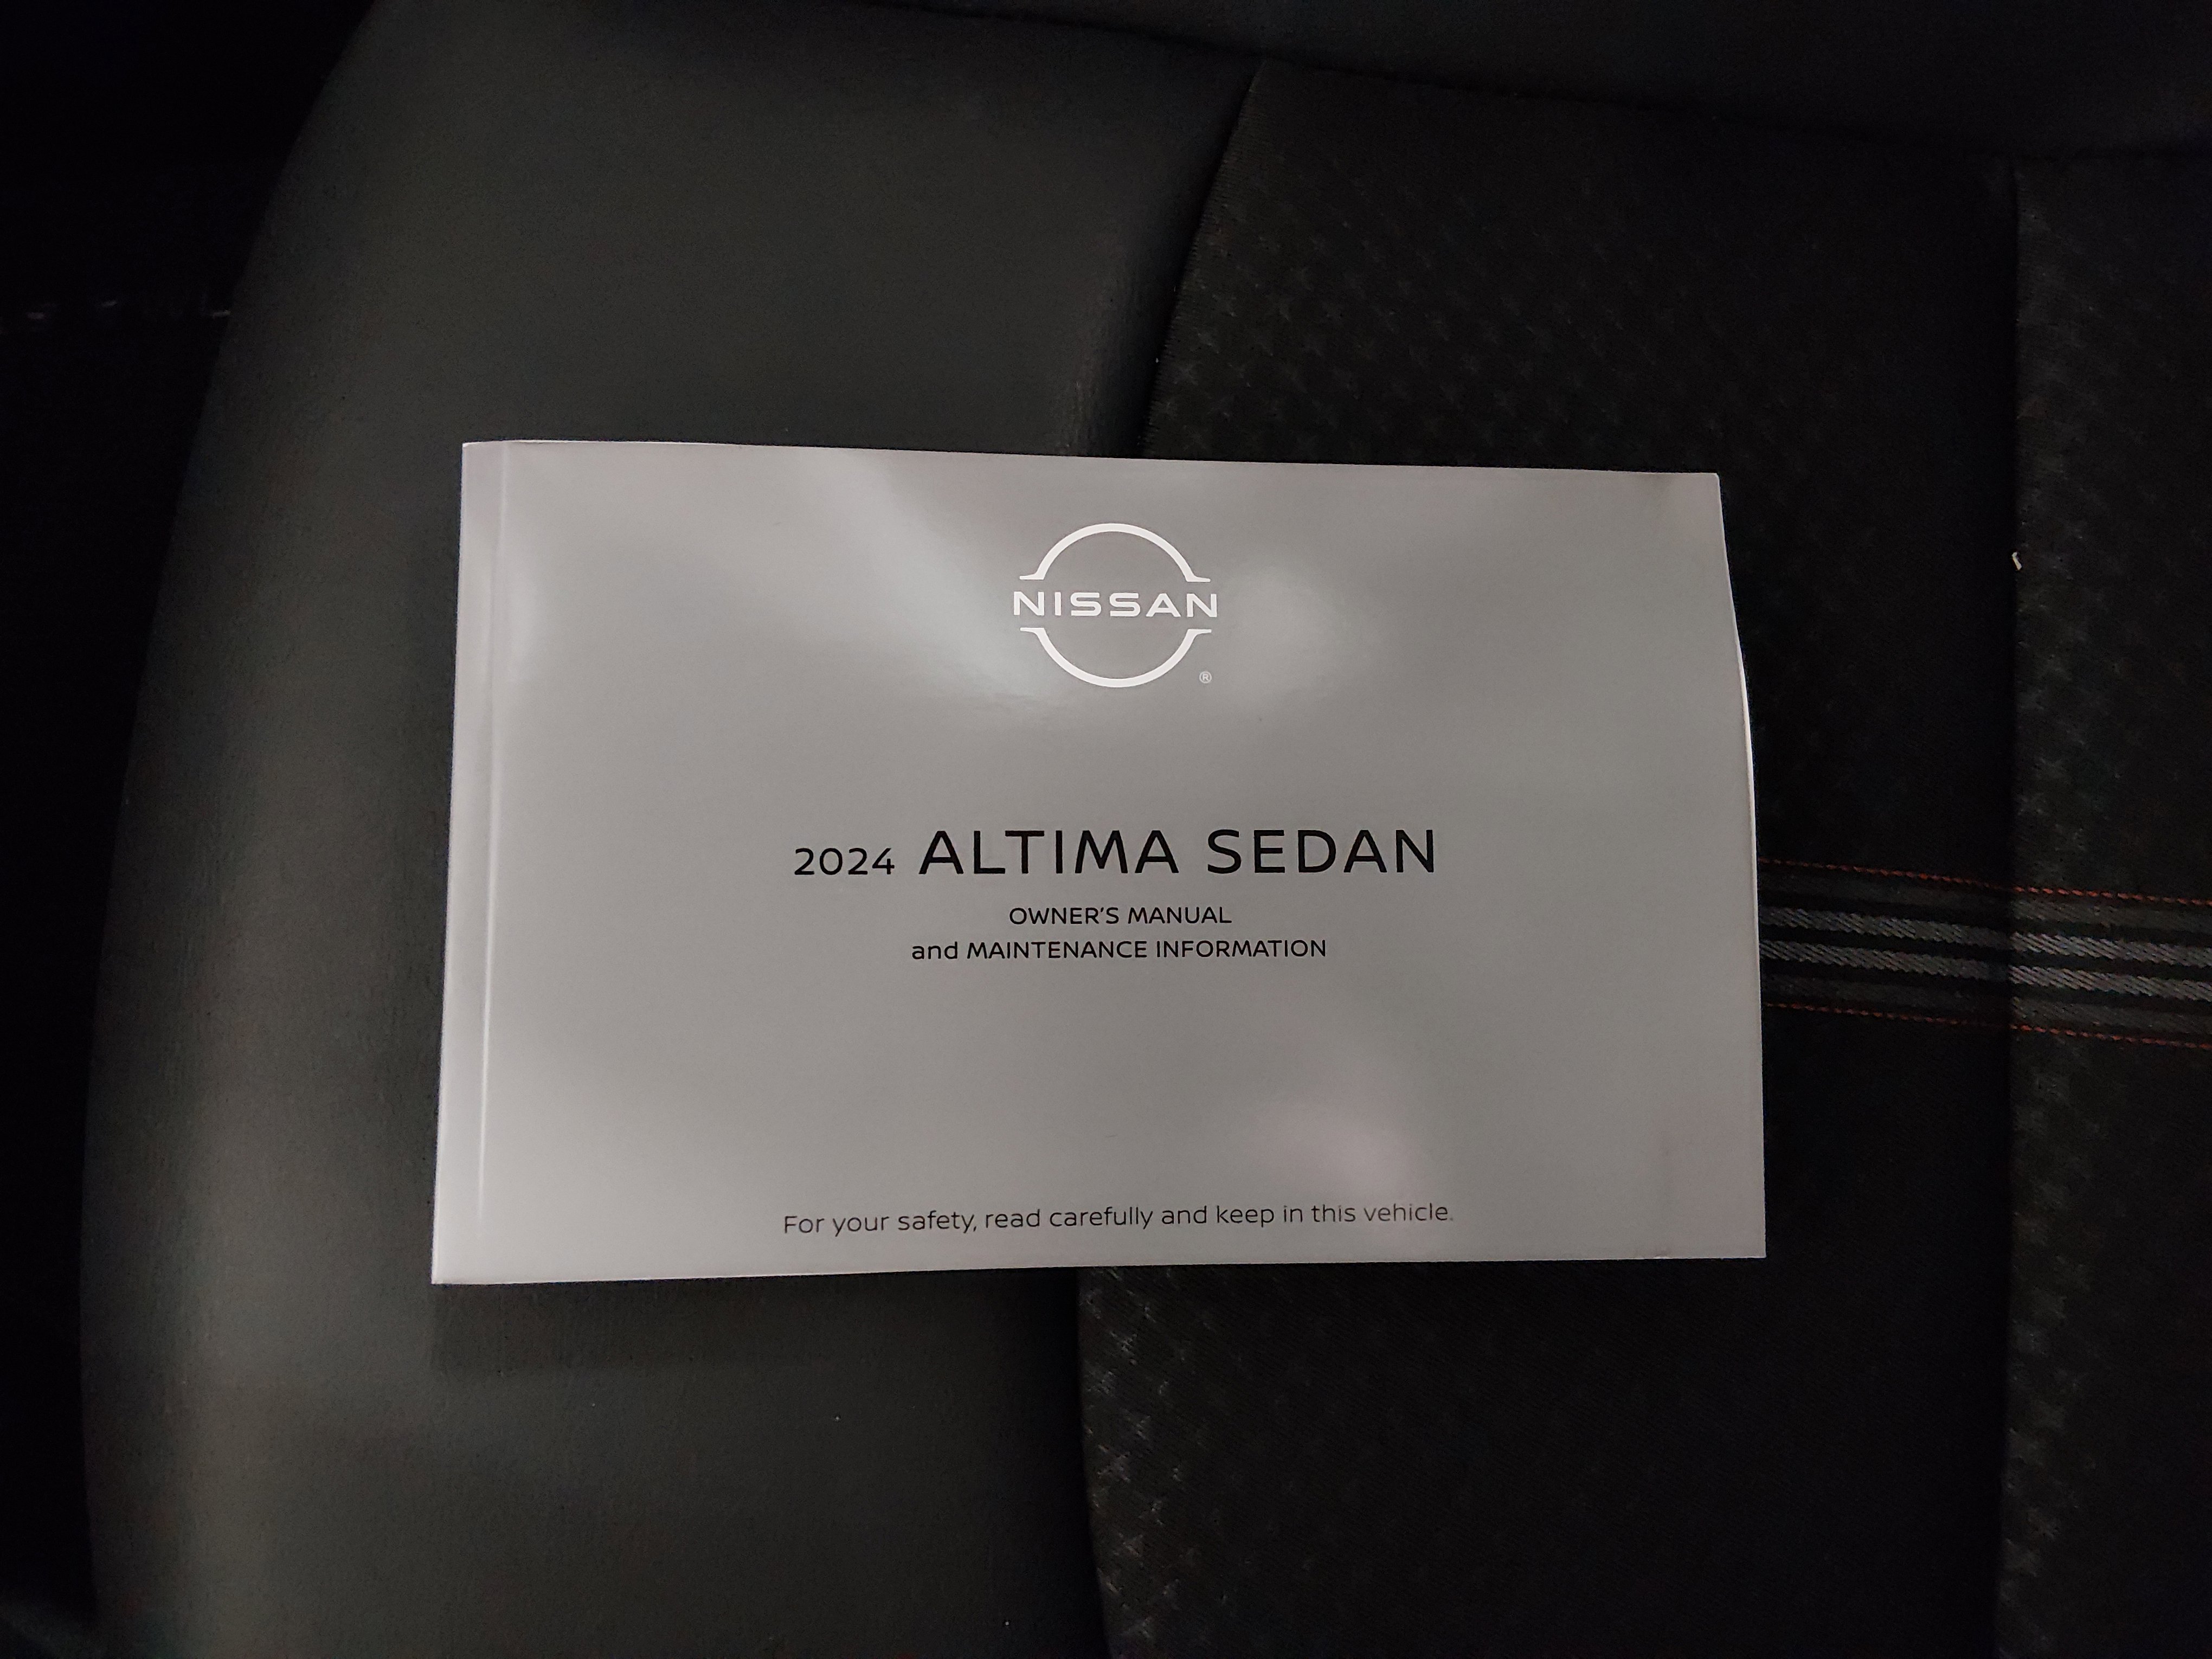 NISSAN
®
2024 ALTIMA SEDAN
OWNER'S MANUAL
and MAINTENANCE INFORMATION
For your safety, read carefully and keep in this vehicle.